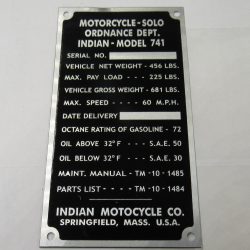 MOTORCYCLE-SOLO
ORDNANCE DEPT.
INDIAN - MODEL 741
SERIAL NO.
VEHICLE NET WEIGHT - 456 LBS.
MAX. PAY LOAD --- 225 LBS.
VEHICLE GROSS WEIGHT - 681 LBS.
MAX. SPEED ---- 60 M.P.H.
DATE DELIVERY
OCTANE RATING OF GASOLINE - 72
OIL ABOVE 32°F - S.A.E. 50
OIL BELOW 32°F - S.A.E. 30
MAINT. MANUAL - TM - 10 - 1485
PARTS LIST --- TM - 10 - 1484
INDIAN MOTOCYCLE CO.
SPRINGFIELD, MASS. U.S.A.